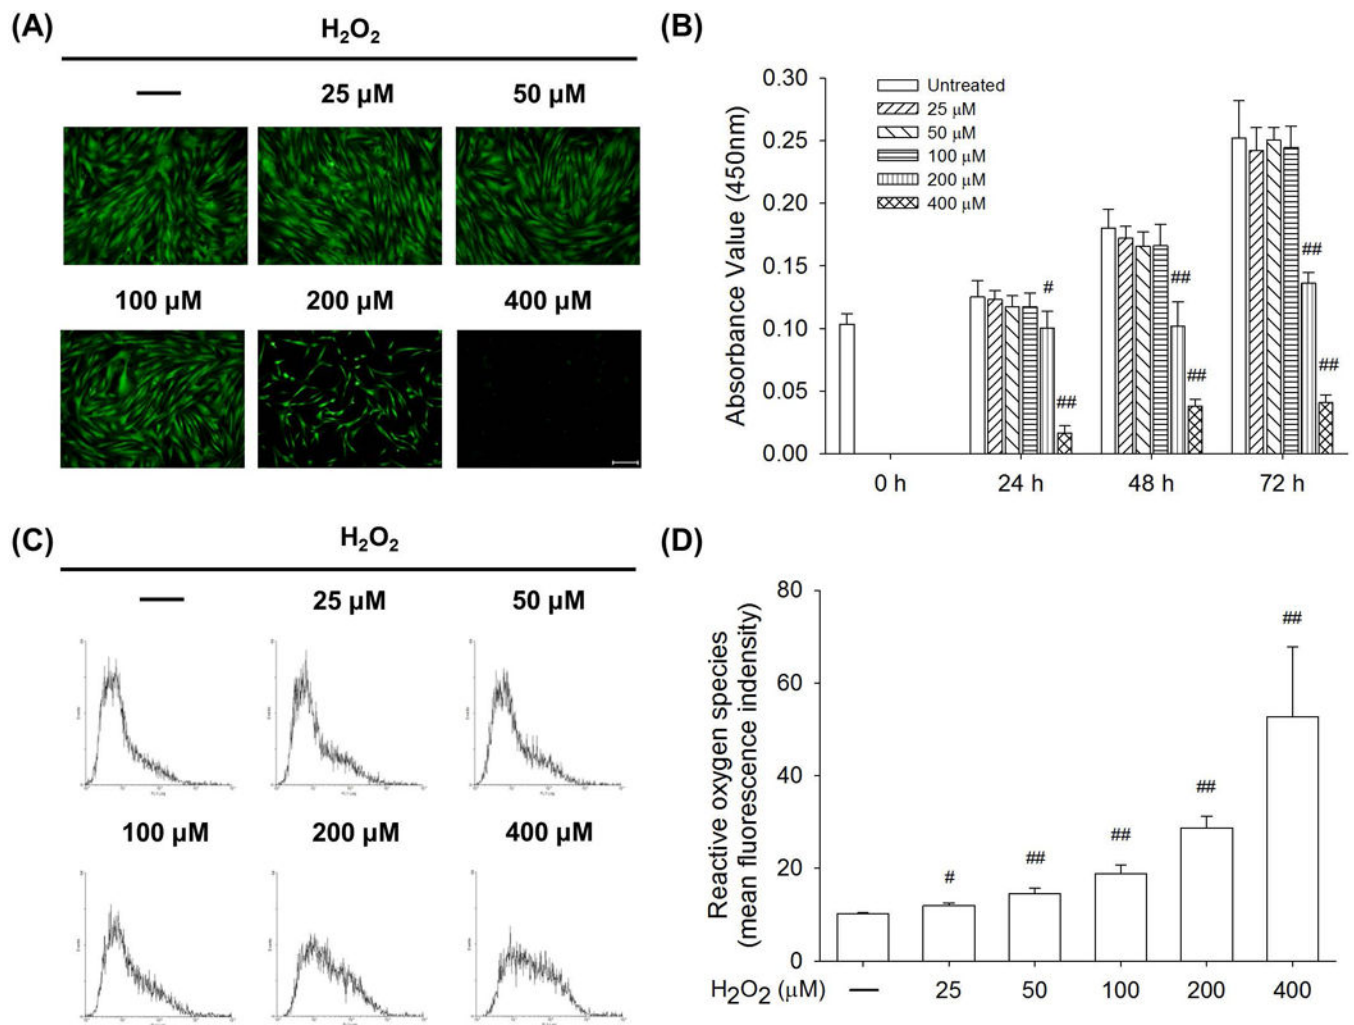 (A)
H₂O₂
— 25 μM 50 μM
100 μM 200 μM 400 μM
(B)
Absorbance Value (450nm)
0.30
0.25
0.20
0.15
0.10
0.05
0.00
Untreated
25 μM
50 μM
100 μM
200 μM
400 μM
# ##
## ##
## ##
0 h 24 h 48 h 72 h
(C)
H₂O₂
— 25 μM 50 μM
100 μM 200 μM 400 μM
(D)
Reactive oxygen species
(mean fluorescence indensity)
80
60
40
20
0
# ## ## ## ##
H₂O₂ (μM) — 25 50 100 200 400